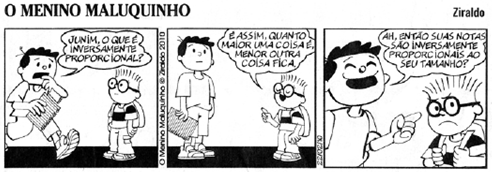 O MENINO MALUQUINHO
Ziraldo
JUNIM, O QUE É
INVERSAMENTE
PROPORCIONAL?
O Menino Maluquinho © Ziraldo 2010
É ASSIM, QUANTO
MAIOR UMA COISA É,
MENOR OUTRA
COISA FICA.
AH, ENTÃO SUAS NOTAS
SÃO INVERSAMENTE
PROPORCIONAIS AO
SEU TAMANHO?